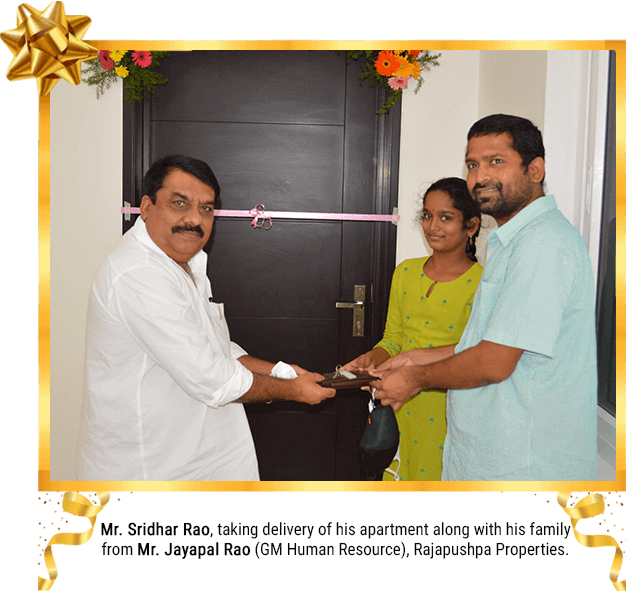 Mr. Sridhar Rao, taking delivery of his apartment along with his family
from Mr. Jayapal Rao (GM Human Resource), Rajapushpa Properties.